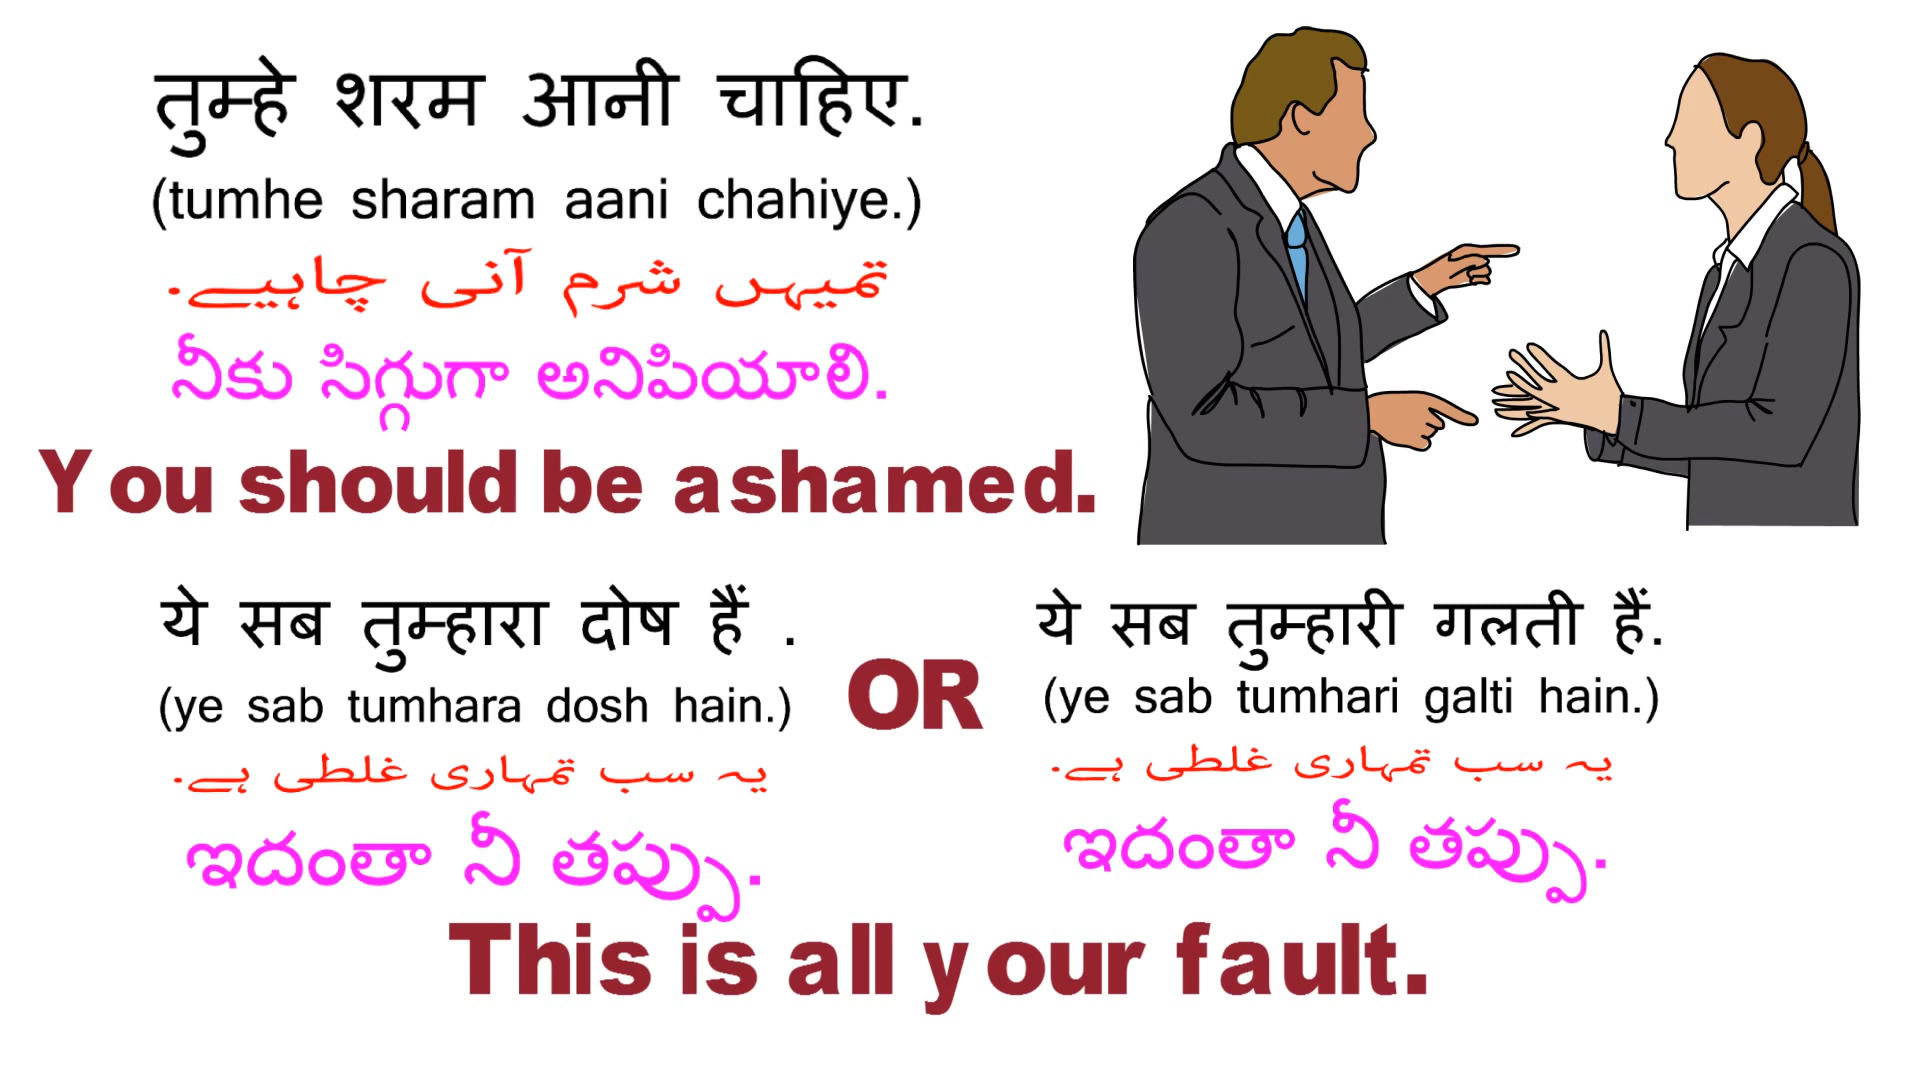 तुम्हे शरम आनी चाहिए.
(tumhe sharam aani chahiye.)
تمیہں شرم آنی چاہیے.
నీకు సిగ్గుగా అనిపియాలి.
You should be ashamed.
ये सब तुम्हारा दोष हैं .
(ye sab tumhara dosh hain.)
یہ سب تمہاری غلطی ہے.
ఇదంతా నీ తప్పు.
OR
ये सब तुम्हारी गलती हैं.
(ye sab tumhari galti hain.)
یہ سب تمہاری غلطی ہے.
ఇదంతా నీ తప్పు.
This is all your fault.